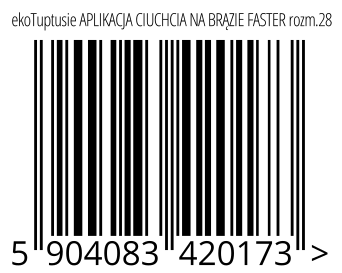 ekoTuptusie APLIKACJA CIUCHCIA NA BRĄZIE FASTER rozm.28
5 904083 420173 >